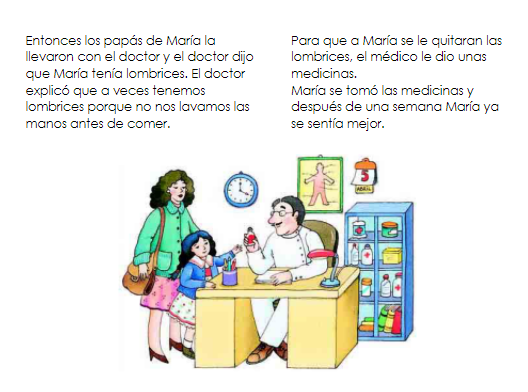 Entonces los papás de María la
llevaron con el doctor y el doctor dijo
que María tenía lombrices. El doctor
explicó que a veces tenemos
lombrices porque no nos lavamos las
manos antes de comer.
Para que a María se le quitaran las
lombrices, el médico le dio unas
medicinas.
María se tomó las medicinas y
después de una semana María ya
se sentía mejor.
5
ABRIL